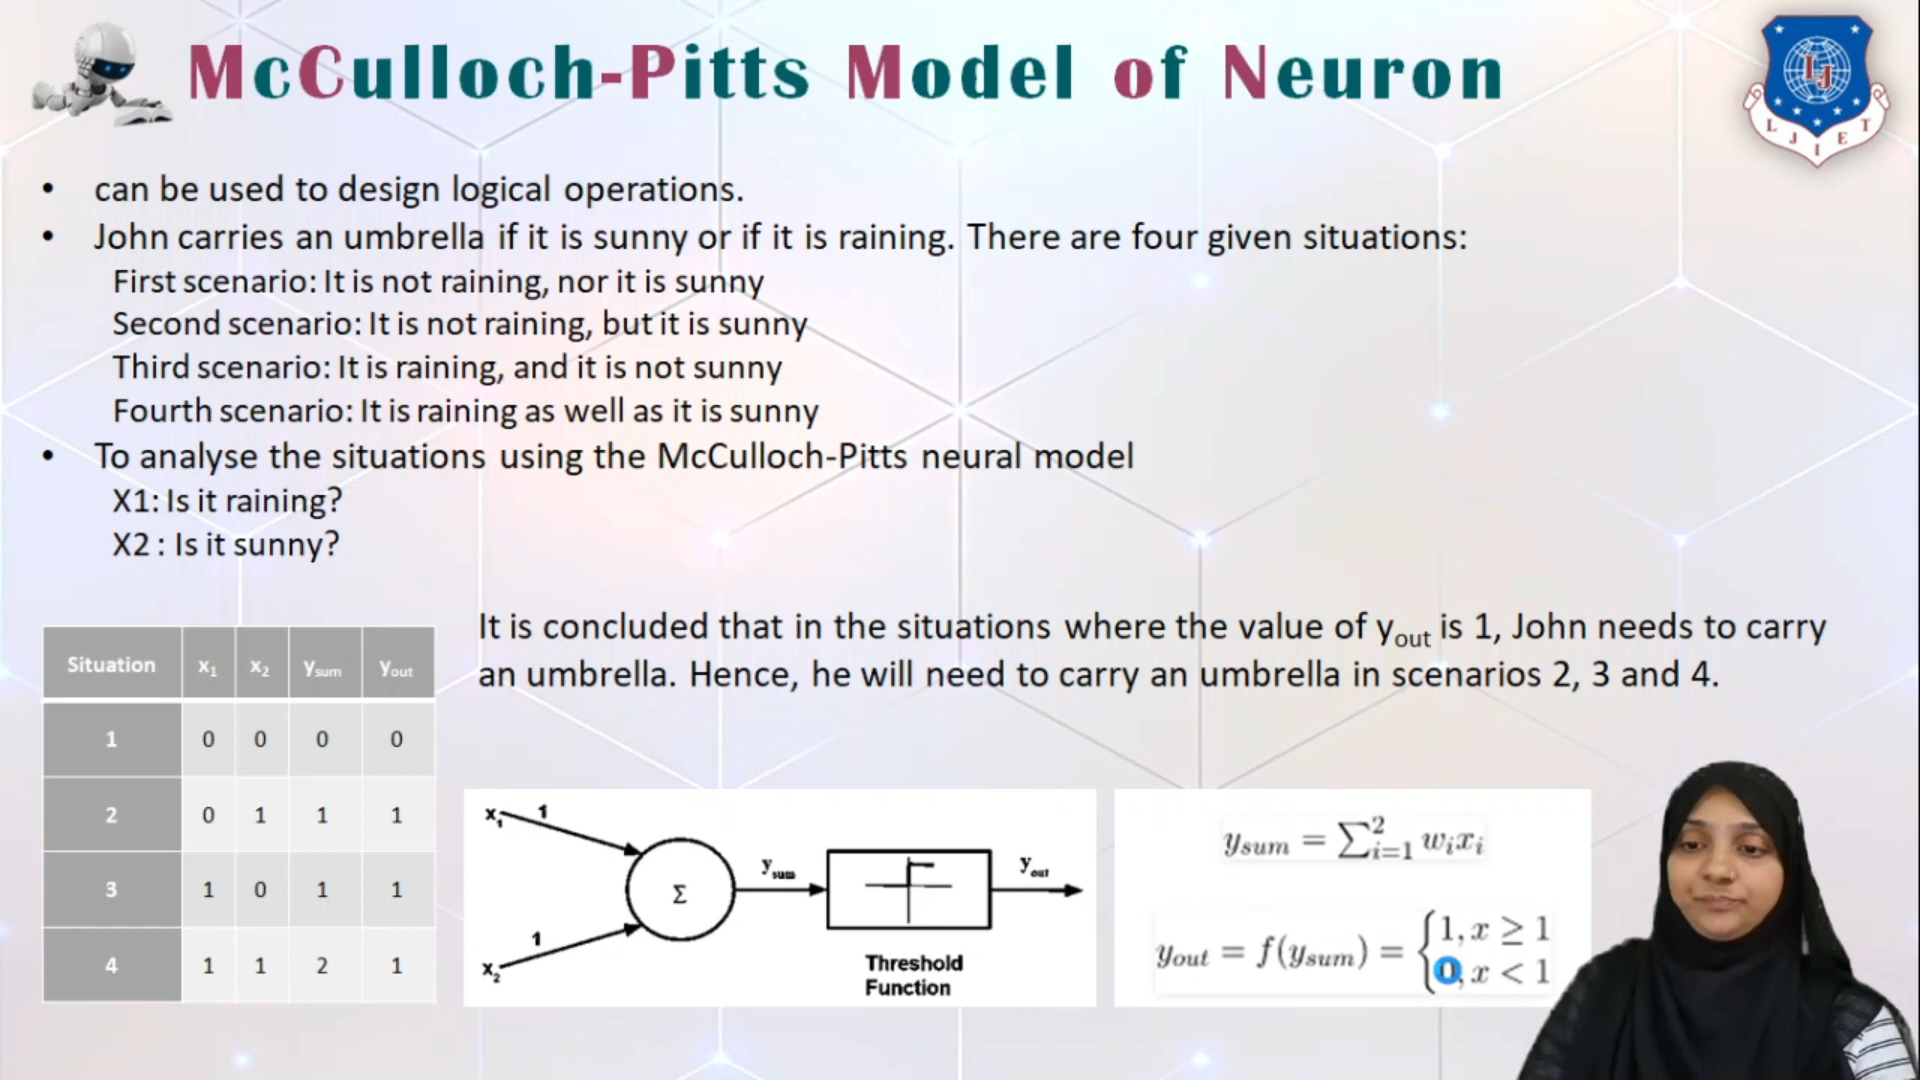 McCulloch-Pitts Model of Neuron
L J I E T
LJ
• can be used to design logical operations.
• John carries an umbrella if it is sunny or if it is raining. There are four given situations:
First scenario: It is not raining, nor it is sunny
Second scenario: It is not raining, but it is sunny
Third scenario: It is raining, and it is not sunny
Fourth scenario: It is raining as well as it is sunny
• To analyse the situations using the McCulloch-Pitts neural model
X1: Is it raining?
X2 : Is it sunny?
It is concluded that in the situations where the value of yout is 1, John needs to carry
an umbrella. Hence, he will need to carry an umbrella in scenarios 2, 3 and 4.
Situation x1 x2 ysum yout
1 0 0 0 0
2 0 1 1 1
3 1 0 1 1
4 1 1 2 1
x1 1
Σ
ysum
yout
x2 1
Threshold
Function
ysum = ∑²i=1 wixi
yout = f(ysum) = {1, x ≥ 1
0, x < 1